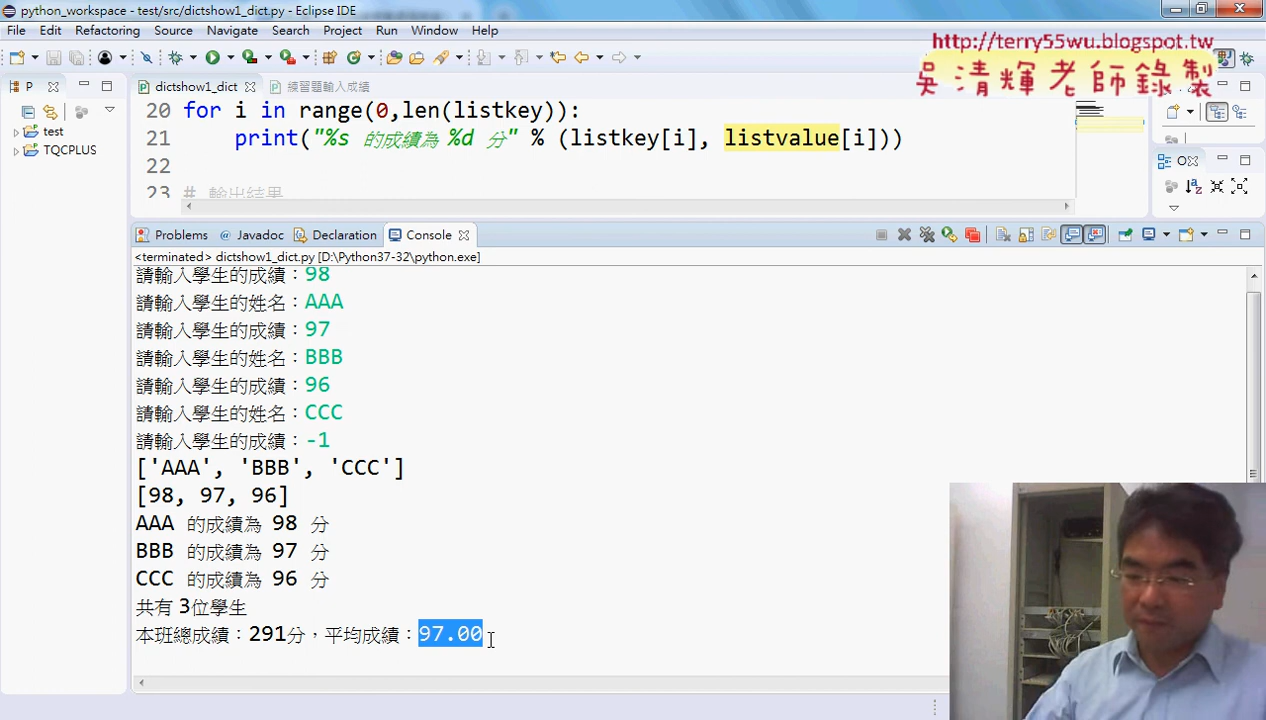 python_workspace - test/src/dictshow1_dict.py - Eclipse IDE
File Edit Refactoring Source Navigate Search Project Run Window Help
http://terry55wu.blogspot.tw
吳清輝老師錄製
P
dictshow1_dict
練習題輸入成績
test
TQCPLUS
20 for i in range(0,len(listkey)):
21 print("%s 的成績為 %d 分" % (listkey[i], listvalue[i]))
22
23 # 輸出結果
O
Problems @ Javadoc Declaration Console
<terminated> dictshow1_dict.py [D:\Python37-32\python.exe]
請輸入學生的成績：98
請輸入學生的姓名：AAA
請輸入學生的成績：97
請輸入學生的姓名：BBB
請輸入學生的成績：96
請輸入學生的姓名：CCC
請輸入學生的成績：-1
['AAA', 'BBB', 'CCC']
[98, 97, 96]
AAA 的成績為 98 分
BBB 的成績為 97 分
CCC 的成績為 96 分
共有 3位學生
本班總成績：291分，平均成績：97.00